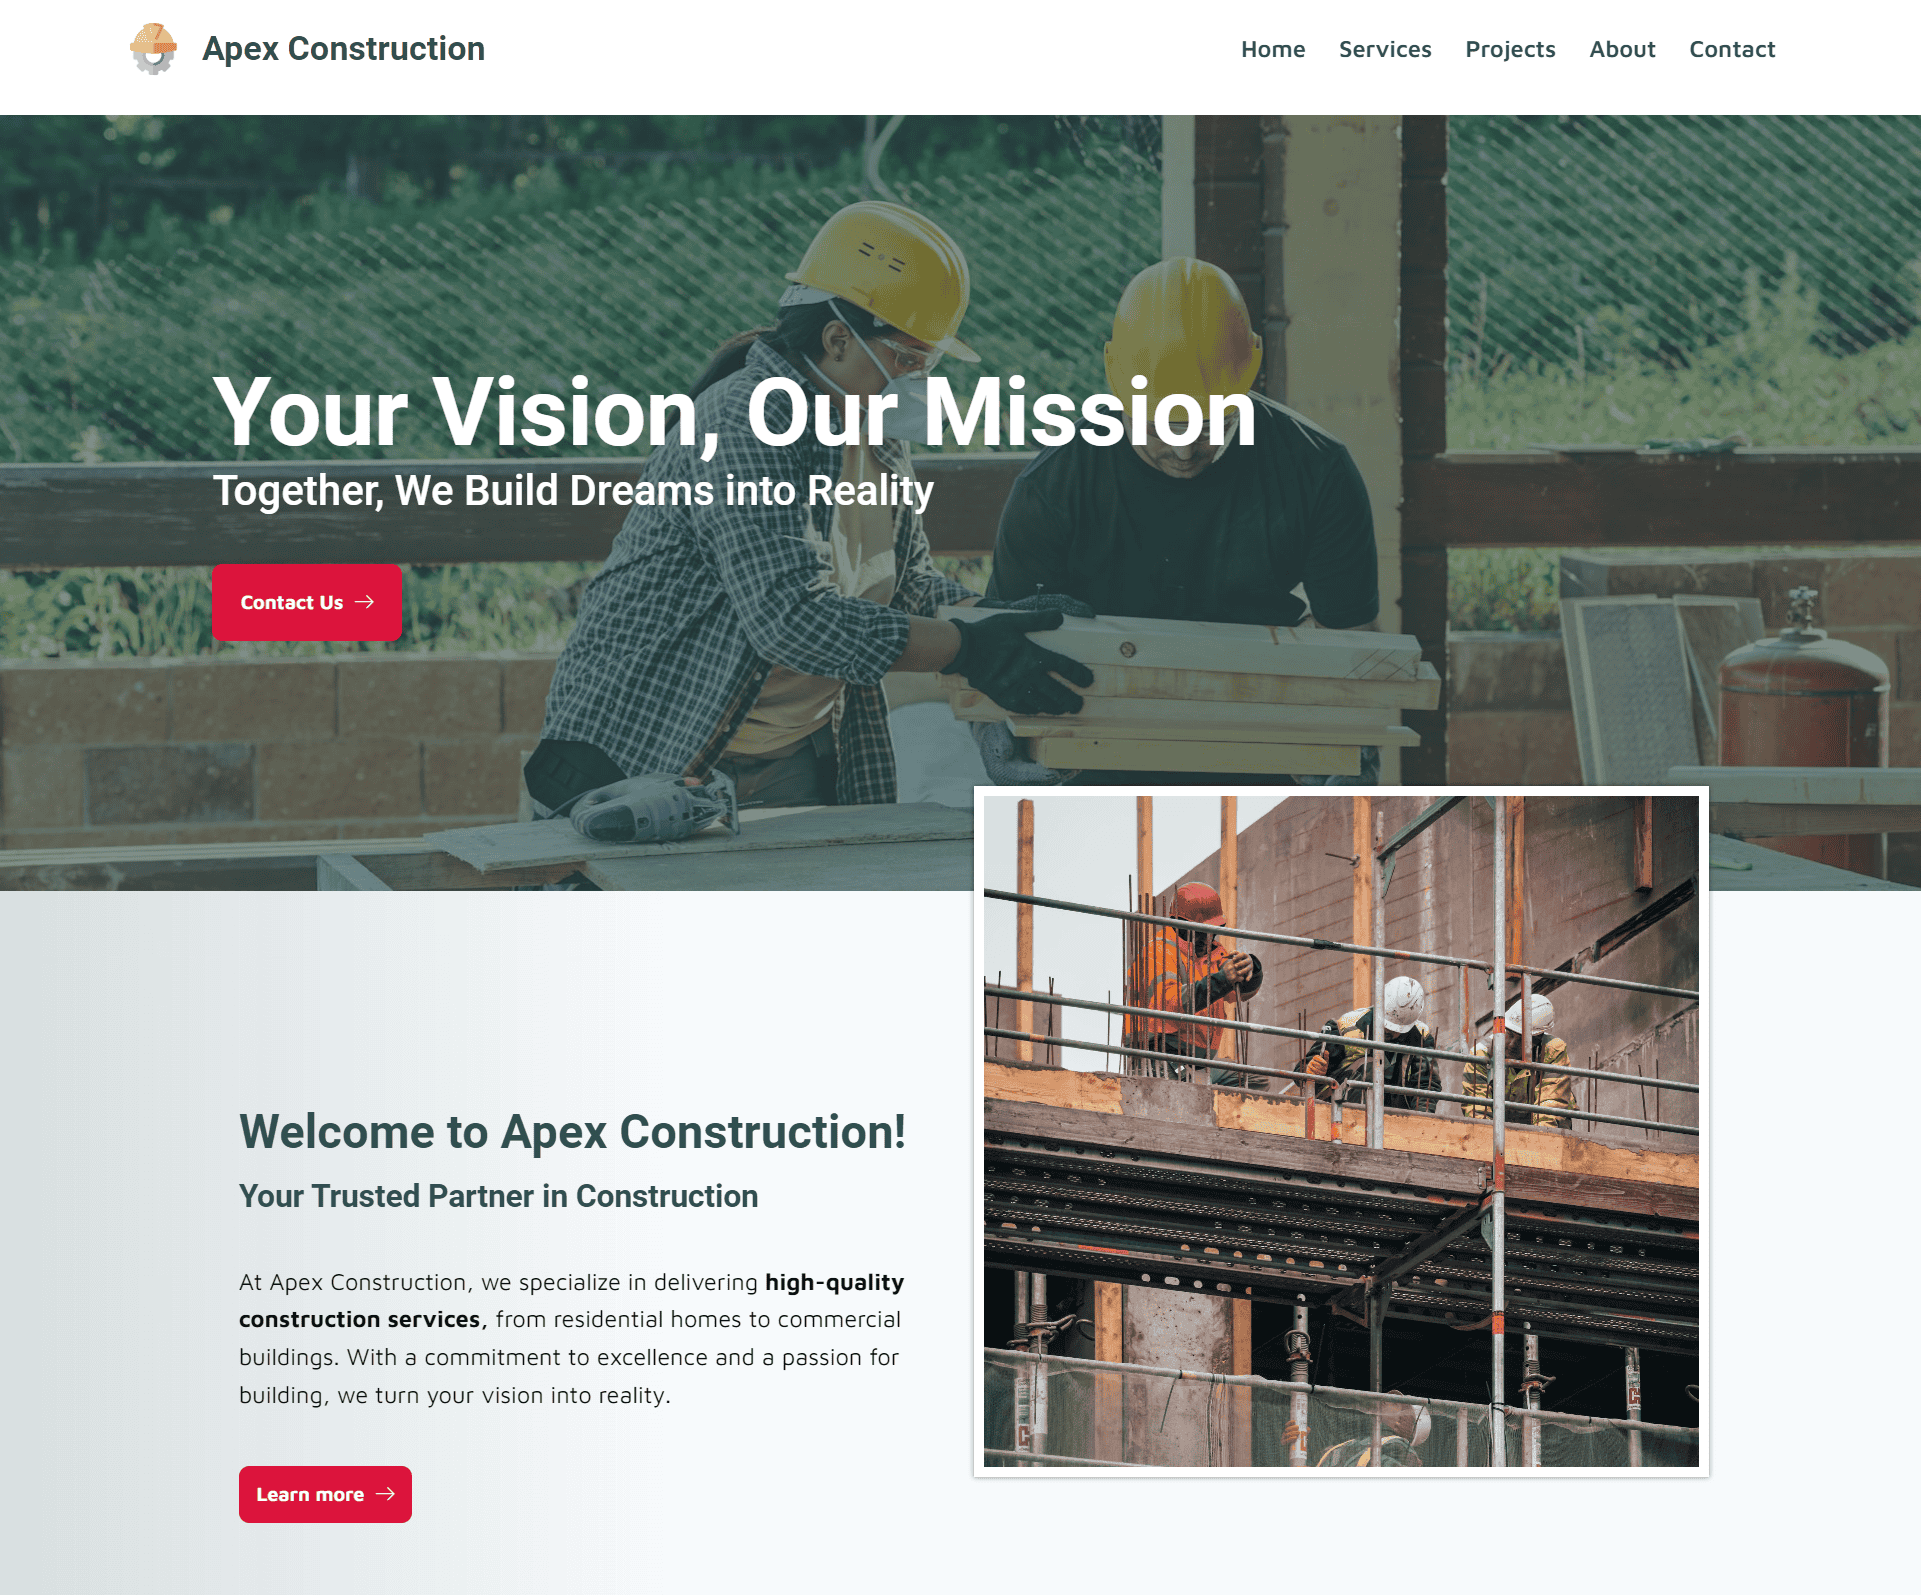 Apex Construction
Home Services Projects About Contact
Your Vision, Our Mission
Together, We Build Dreams into Reality
Contact Us →
Welcome to Apex Construction!
Your Trusted Partner in Construction
At Apex Construction, we specialize in delivering high-quality
construction services, from residential homes to commercial
buildings. With a commitment to excellence and a passion for
building, we turn your vision into reality.
Learn more →